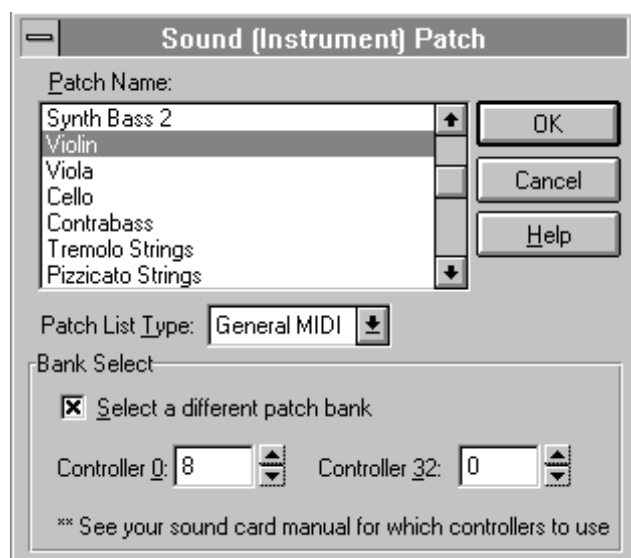 Sound (Instrument) Patch
Patch Name:
Synth Bass 2
Violin
Viola
Cello
Contrabass
Tremolo Strings
Pizzicato Strings
OK
Cancel
Help
Patch List Type: General MIDI
Bank Select
Select a different patch bank
Controller 0: 8 Controller 32: 0
** See your sound card manual for which controllers to use